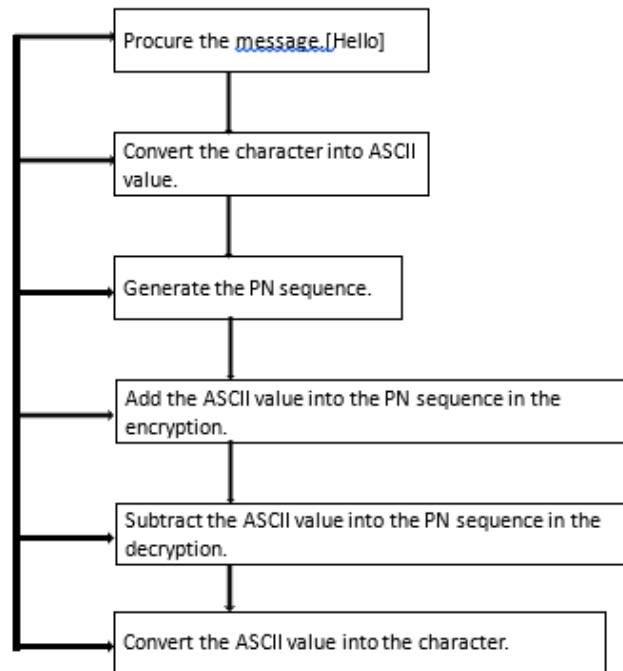 Procure the message.[Hello]
Convert the character into ASCII
value.
Generate the PN sequence.
Add the ASCII value into the PN sequence in the
encryption.
Subtract the ASCII value into the PN sequence in the
decryption.
Convert the ASCII value into the character.